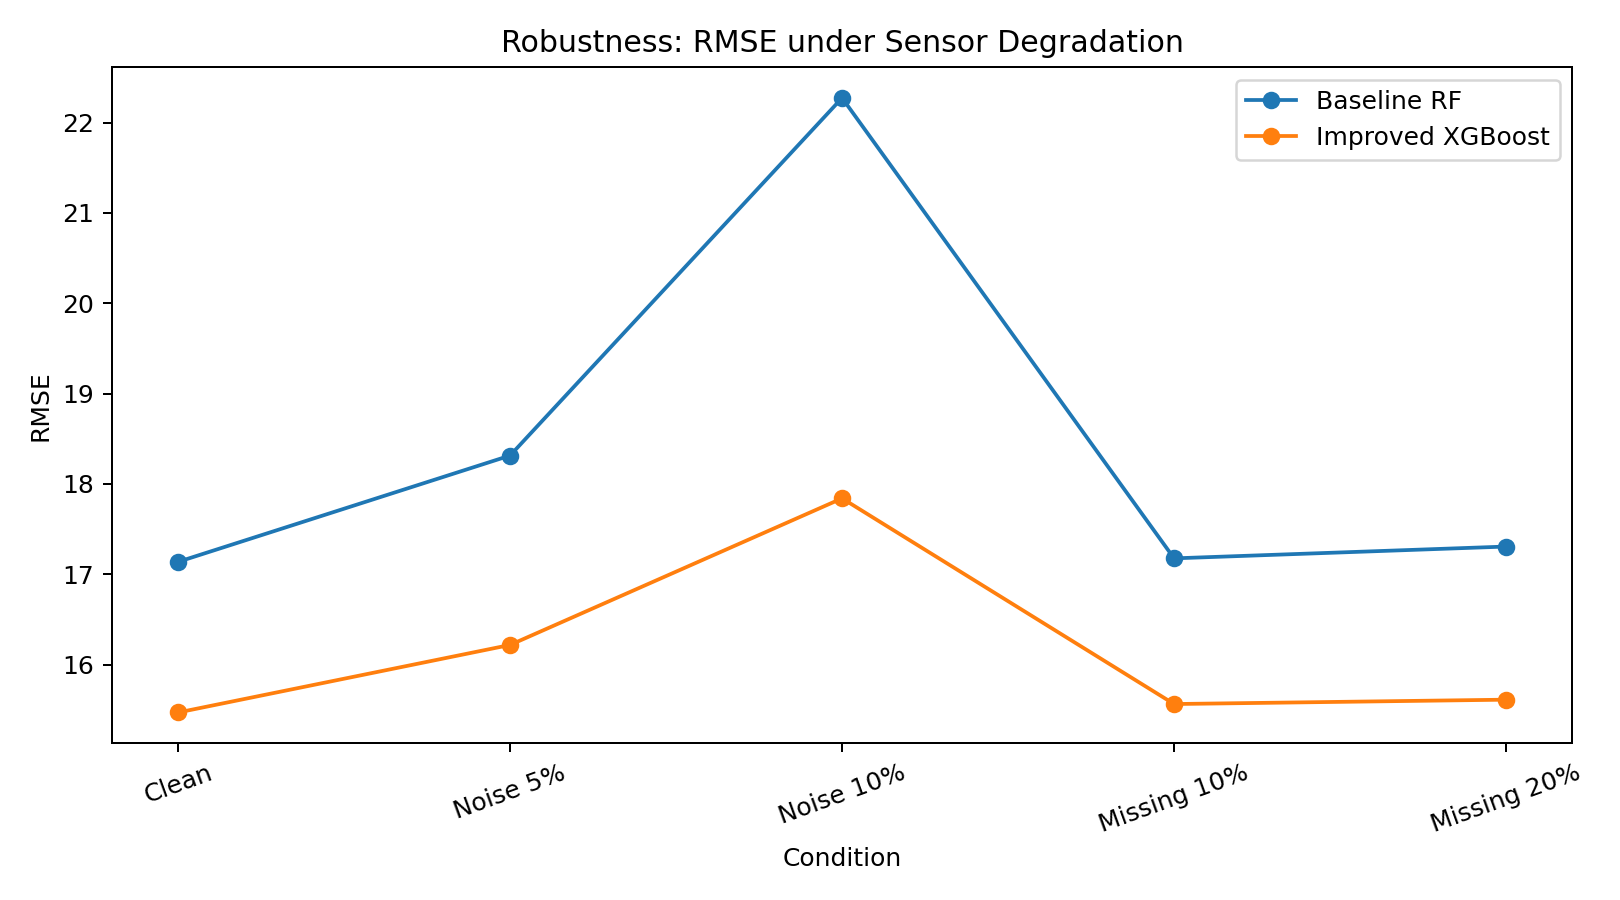 Robustness: RMSE under Sensor Degradation
Baseline RF
Improved XGBoost
RMSE
22
21
20
19
18
17
16
Clean
Noise 5%
Noise 10%
Missing 10%
Missing 20%
Condition